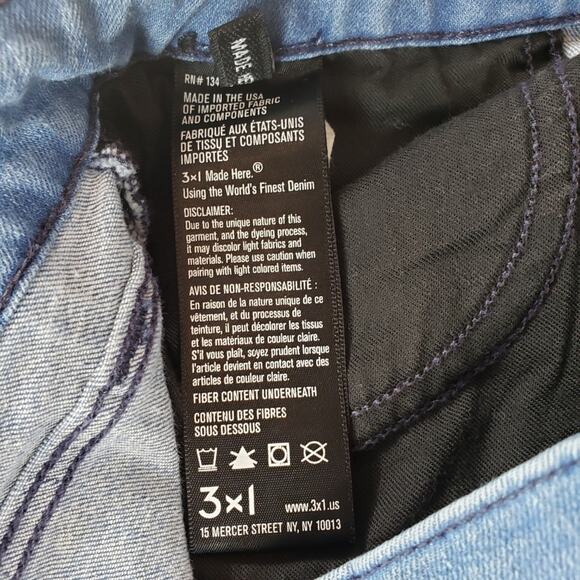 MADE HE
RN# 134
MADE IN THE USA
OF IMPORTED FABRIC
AND COMPONENTS
FABRIQUÉ AUX ÉTATS-UNIS
DE TISSU ET COMPOSANTS
IMPORTÉS
3×1 Made Here.®
Using the World's Finest Denim
DISCLAIMER:
Due to the unique nature of this
garment, and the dyeing process,
it may discolor light fabrics and
materials. Please use caution when
pairing with light colored items.
AVIS DE NON-RESPONSABILITÉ :
En raison de la nature unique de ce
vêtement, et du processus de
teinture, il peut décolorer les tissus
et les matériaux de couleur claire.
S'il vous plaît, soyez prudent lorsque
l'article devient en contact avec des
articles de couleur claire.
FIBER CONTENT UNDERNEATH
CONTENU DES FIBRES
SOUS DESSOUS
3×1 www.3x1.us
15 MERCER STREET NY, NY 10013